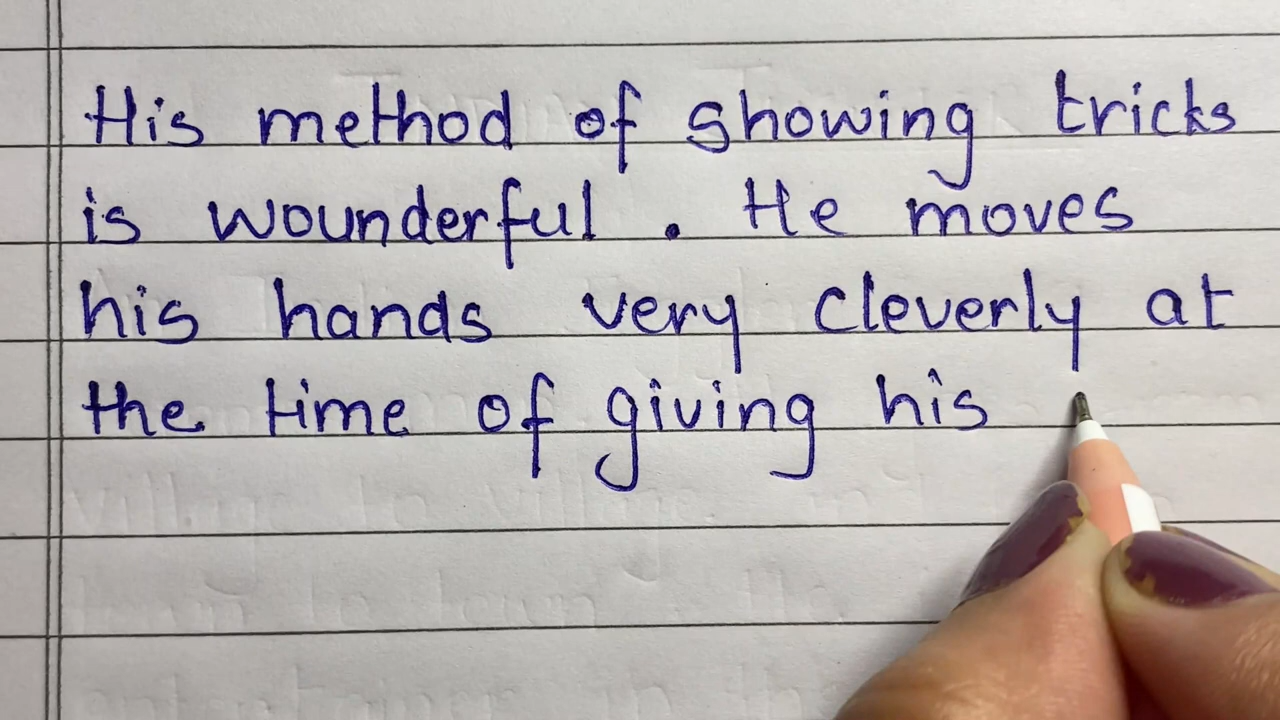 His method of showing tricks
is wounderful . He moves
his hands very cleverly at
the time of giving his